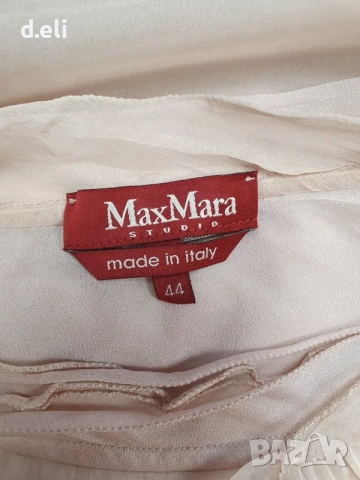 d.eli
MaxMara
STUDIO
made in italy
44
BAZAR